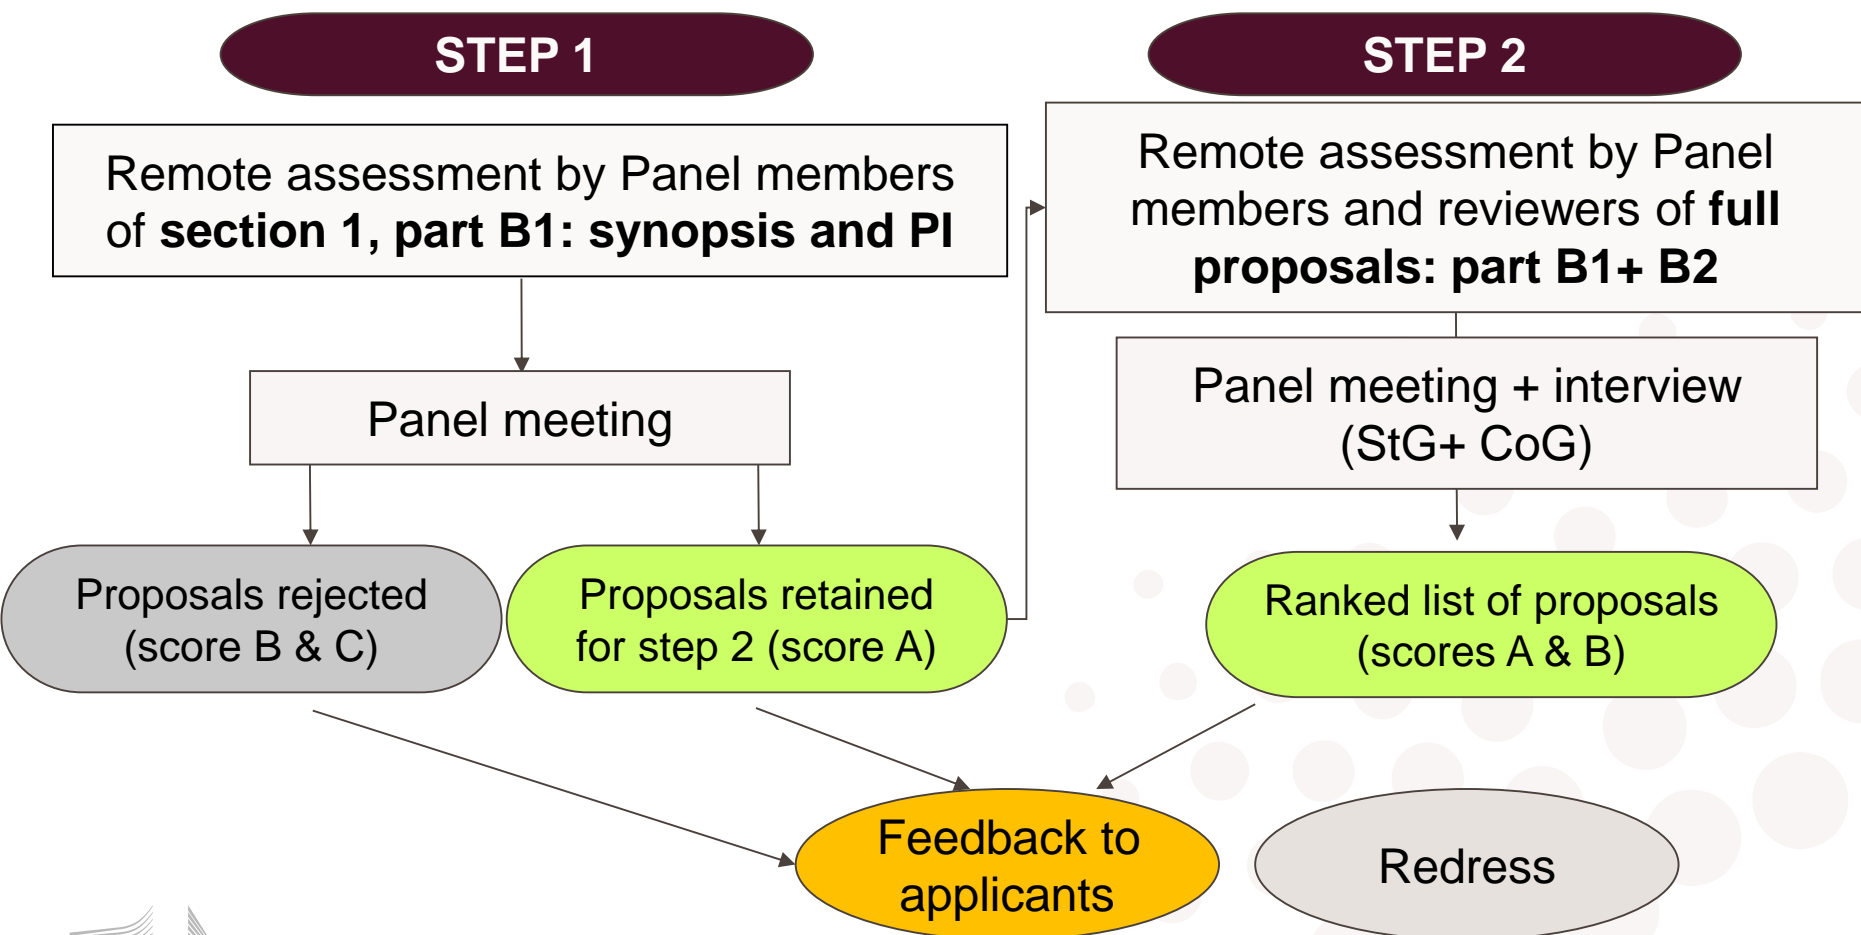 STEP 1
Remote assessment by Panel members
of section 1, part B1: synopsis and PI
Panel meeting
Proposals rejected
(score B & C)
Proposals retained
for step 2 (score A)
STEP 2
Remote assessment by Panel
members and reviewers of full
proposals: part B1+ B2
Panel meeting + interview
(StG+ CoG)
Ranked list of proposals
(scores A & B)
Feedback to
applicants
Redress